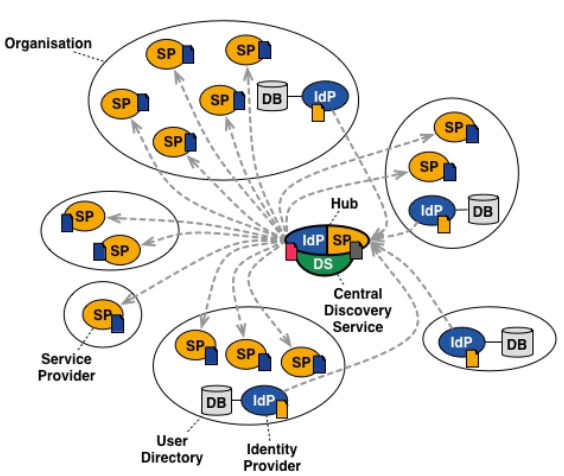 Organisation
SP
SP
SP
SP
DB
IdP
SP
SP
SP
IdP
DB
SP
SP
Hub
IdP
SP
DS
Central
Discovery
Service
SP
Service
Provider
SP
SP
SP
DB
IdP
IdP
DB
User
Directory
Identity
Provider